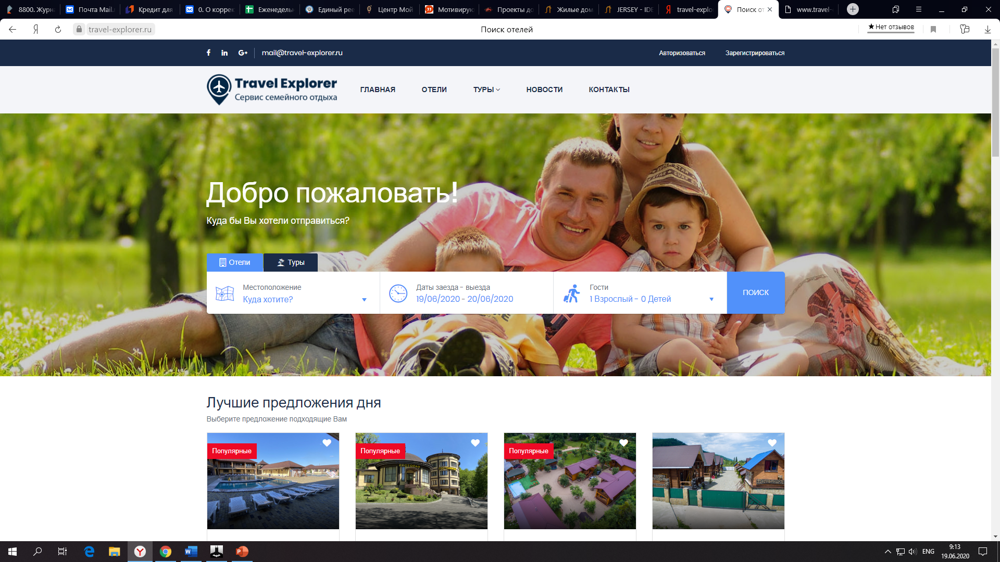 8800. Журн
Почта Mail.
Кредит для
0. О коррек
Еженедель
Единый рее
Центр Мой
Мотивирую
Проекты до
Жилые дом
JERSEY - IDE
travel-explo
Поиск от
www.travel-
travel-explorer.ru
Поиск отелей
★Нет отзывов
mail@travel-explorer.ru
Авторизоваться
Зарегистрироваться
Travel Explorer
Сервис семейного отдыха
ГЛАВНАЯ
ОТЕЛИ
ТУРЫ
НОВОСТИ
КОНТАКТЫ
Добро пожаловать!
Куда бы Вы хотели отправиться?
Отели
Туры
Местоположение
Куда хотите?
Даты заезда - выезда
19/06/2020 - 20/06/2020
Гости
1 Взрослый - 0 Детей
ПОИСК
Лучшие предложения дня
Выберите предложение подходящие Вам
Популярные
Популярные
Популярные
РЕСТОРАН
ГОСТИНИЦА
ENG
9:13
19.06.2020